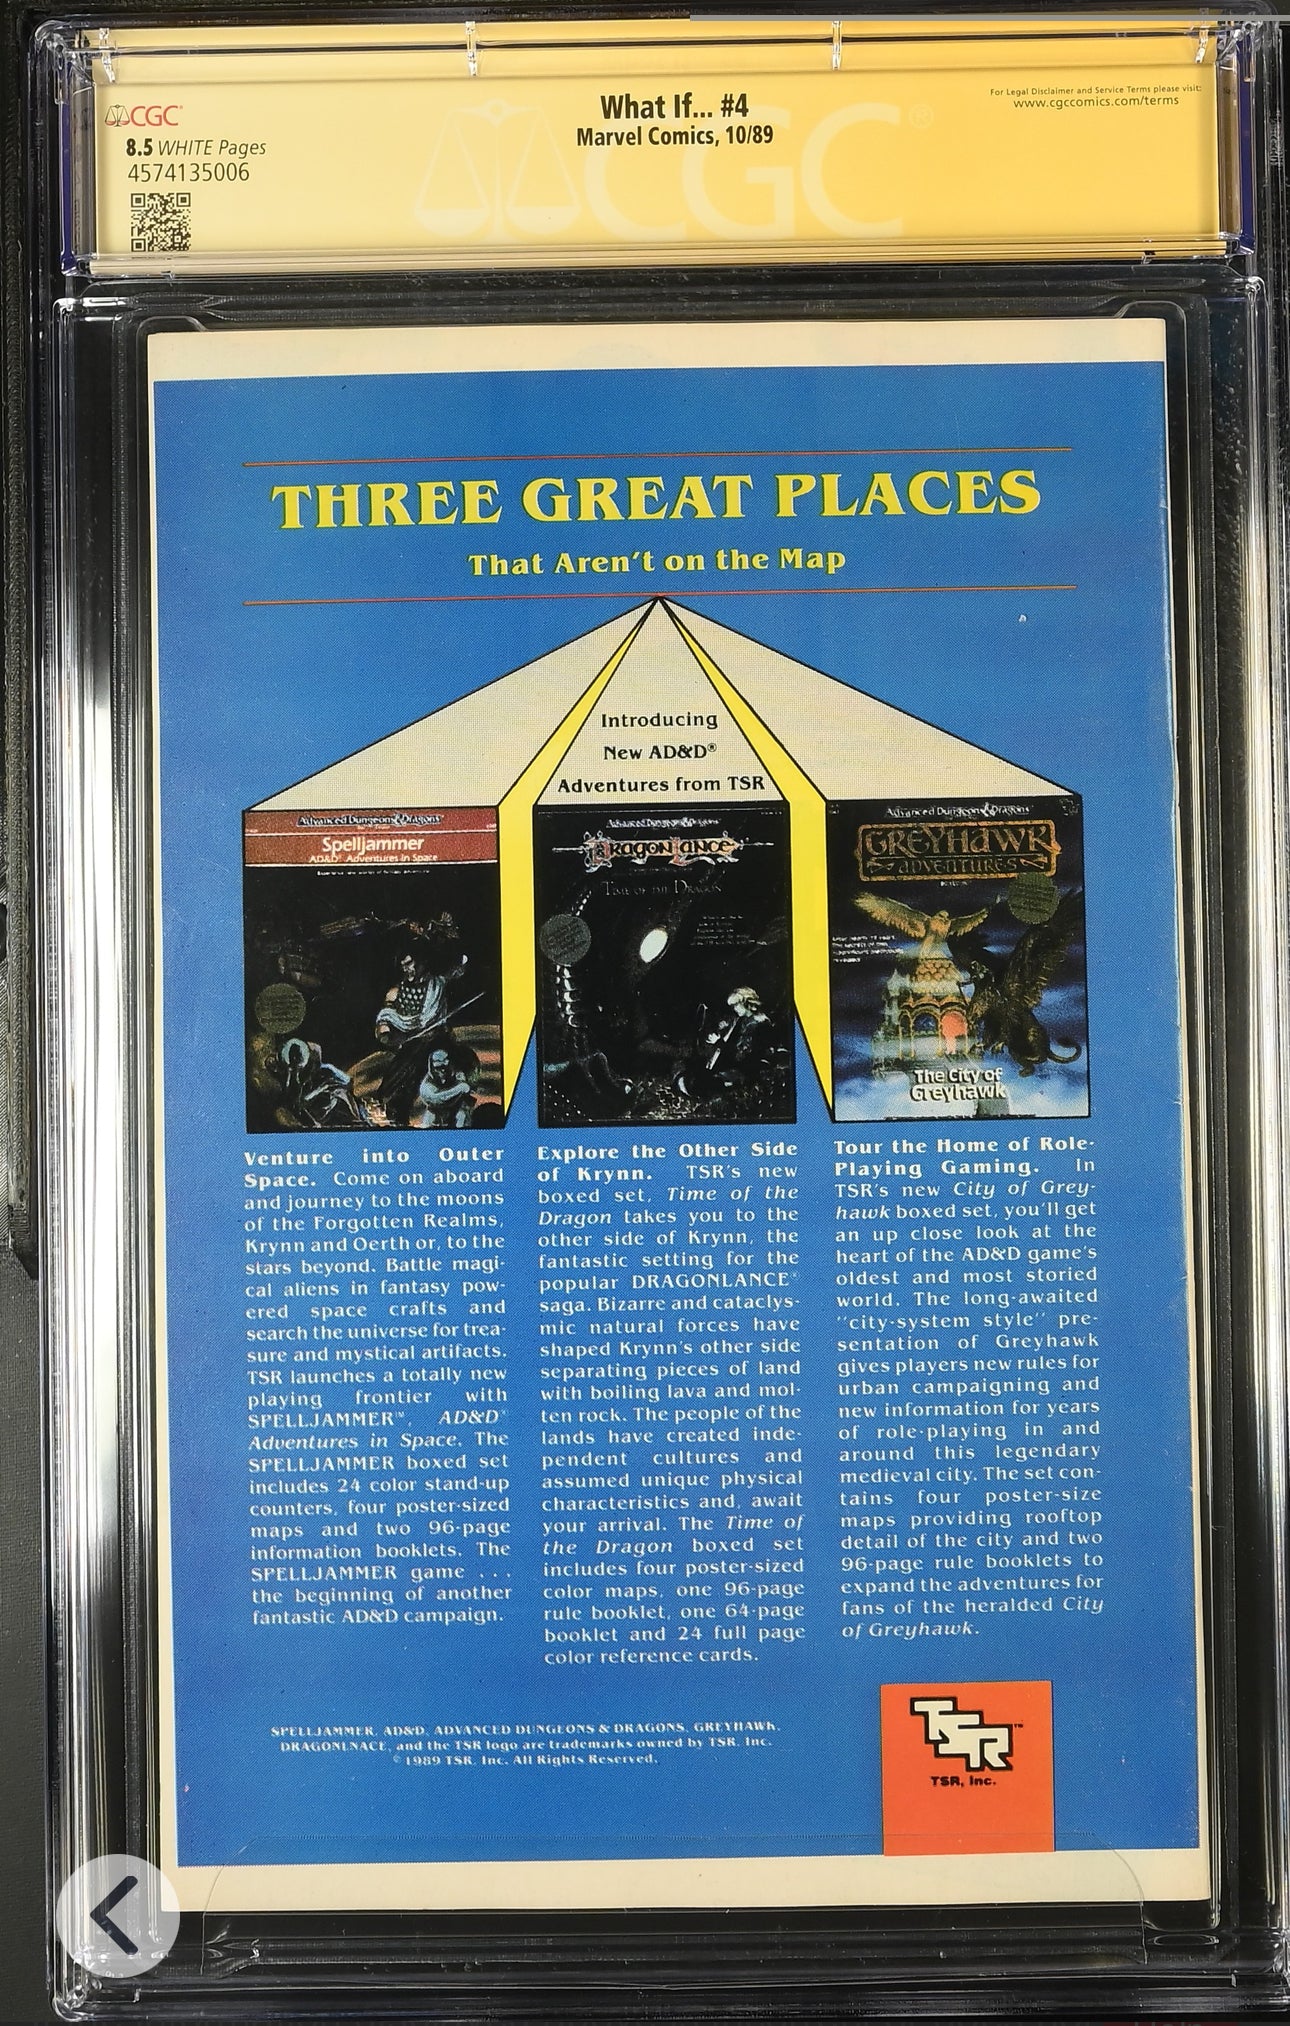 CGC
8.5 WHITE Pages
4574135006
What If... #4
Marvel Comics, 10/89
For Legal Disclaimer and Service Terms please visit:
www.cgccomics.com/terms
CGC®
THREE GREAT PLACES
That Aren't on the Map
Introducing
New AD&D®
Adventures from TSR
Advanced Dungeons & Dragons
Spelljammer
AD&D® Adventures in Space
Advanced Dungeons & Dragons
DRAGONLANCE
TIME OF THE DRAGON
Advanced Dungeons & Dragons
GREYHAWK
ADVENTURES
The City of
Greyhawk
Venture into Outer
Space. Come on aboard
and journey to the moons
of the Forgotten Realms,
Krynn and Oerth or, to the
stars beyond. Battle magi-
cal aliens in fantasy pow-
ered space crafts and
search the universe for trea-
sure and mystical artifacts.
TSR launches a totally new
playing frontier with
SPELLJAMMER™, AD&D®
Adventures in Space. The
SPELLJAMMER boxed set
includes 24 color stand-up
counters, four poster-sized
maps and two 96-page
information booklets. The
SPELLJAMMER game . . .
the beginning of another
fantastic AD&D campaign.
Explore the Other Side
of Krynn. TSR's new
boxed set, Time of the
Dragon takes you to the
other side of Krynn, the
fantastic setting for the
popular DRAGONLANCE®
saga. Bizarre and cataclys-
mic natural forces have
shaped Krynn's other side
separating pieces of land
with boiling lava and mol-
ten rock. The people of the
lands have created inde-
pendent cultures and
assumed unique physical
characteristics and, await
your arrival. The Time of
the Dragon boxed set
includes four poster-sized
color maps, one 96-page
rule booklet, one 64-page
booklet and 24 full page
color reference cards.
Tour the Home of Role-
Playing Gaming. In
TSR's new City of Grey-
hawk boxed set, you'll get
an up close look at the
heart of the AD&D game's
oldest and most storied
world. The long-awaited
"city-system style" pre-
sentation of Greyhawk
gives players new rules for
urban campaigning and
new information for years
of role-playing in and
around this legendary
medieval city. The set con-
tains four poster-size
maps providing rooftop
detail of the city and two
96-page rule booklets to
expand the adventures for
fans of the heralded City
of Greyhawk.
SPELLJAMMER, AD&D, ADVANCED DUNGEONS & DRAGONS, GREYHAWK,
DRAGONLNACE, and the TSR logo are trademarks owned by TSR, Inc.
©1989 TSR, Inc. All Rights Reserved.
TSR™
TSR, Inc.